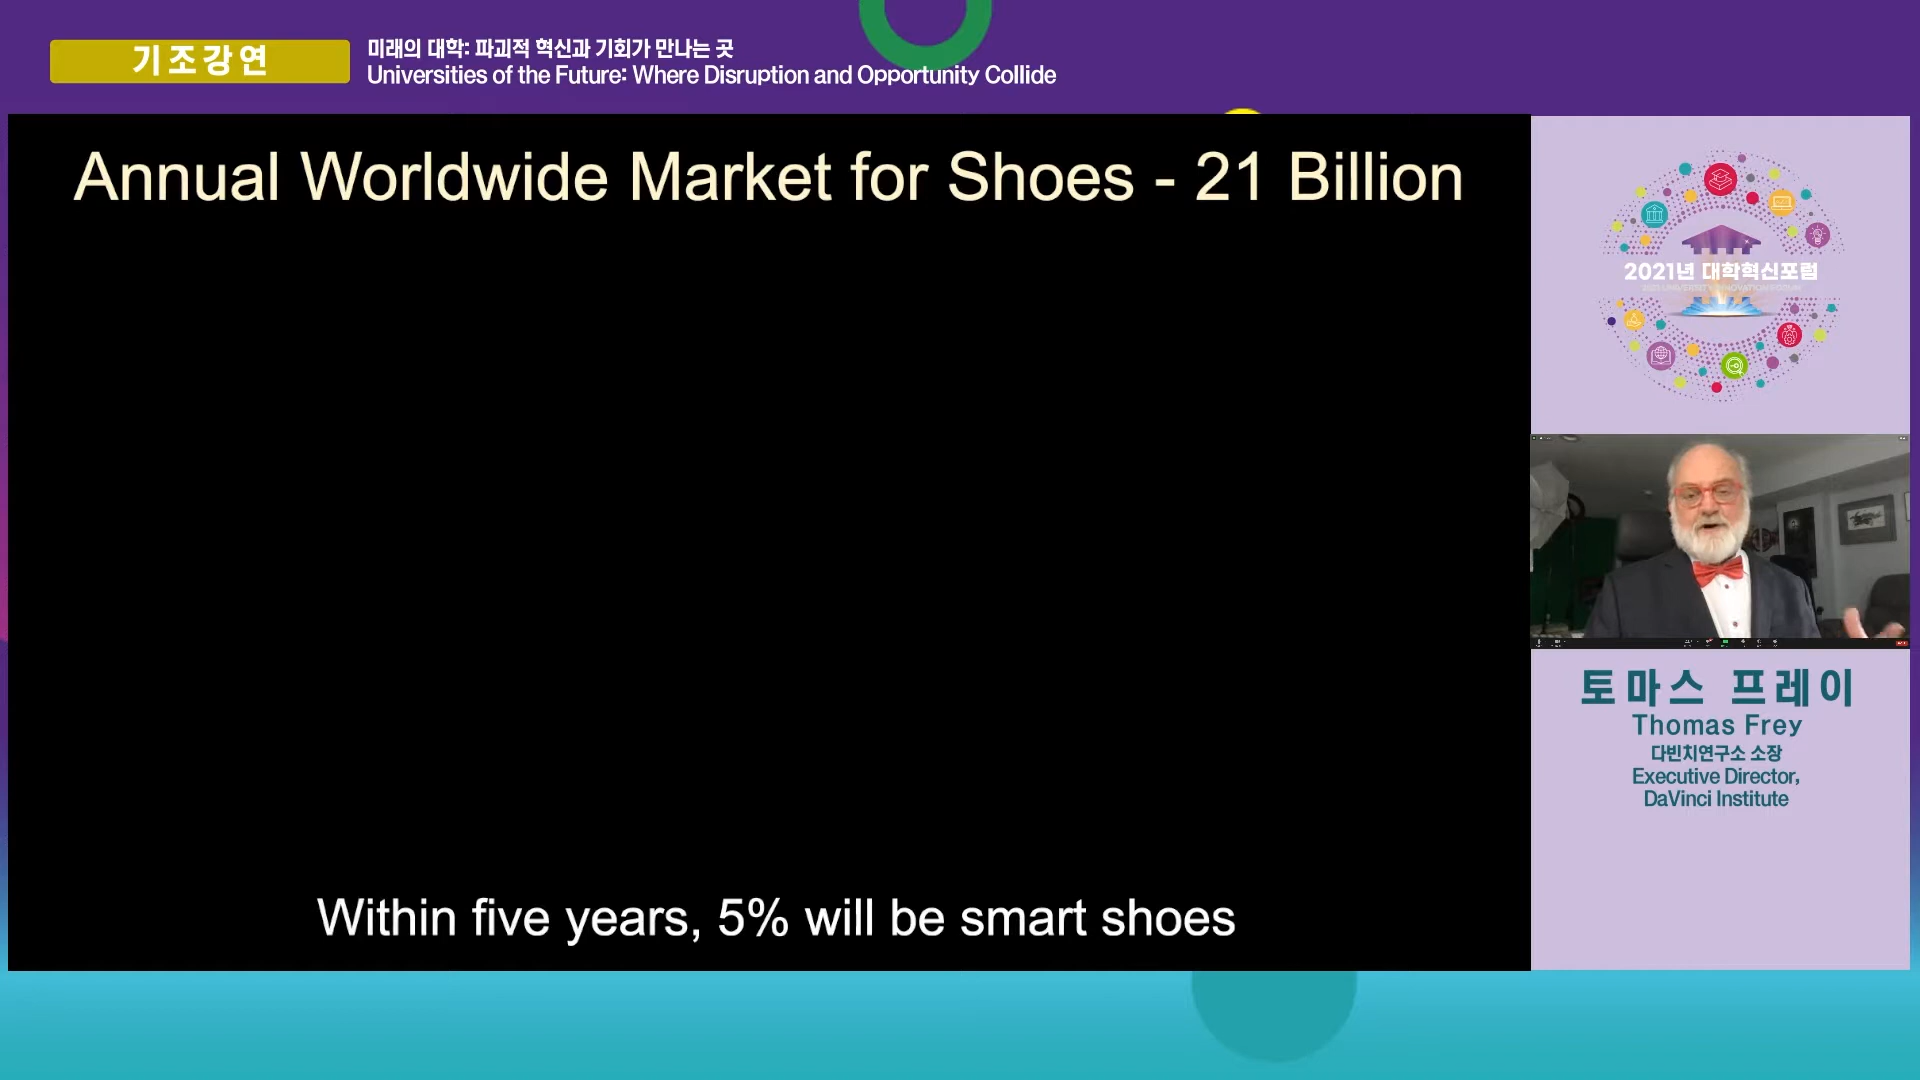 기조강연
미래의 대학: 파괴적 혁신과 기회가 만나는 곳
Universities of the Future: Where Disruption and Opportunity Collide
Annual Worldwide Market for Shoes - 21 Billion
Within five years, 5% will be smart shoes
2021년 대학혁신포럼
토마스 프레이
Thomas Frey
다빈치연구소 소장
Executive Director,
DaVinci Institute